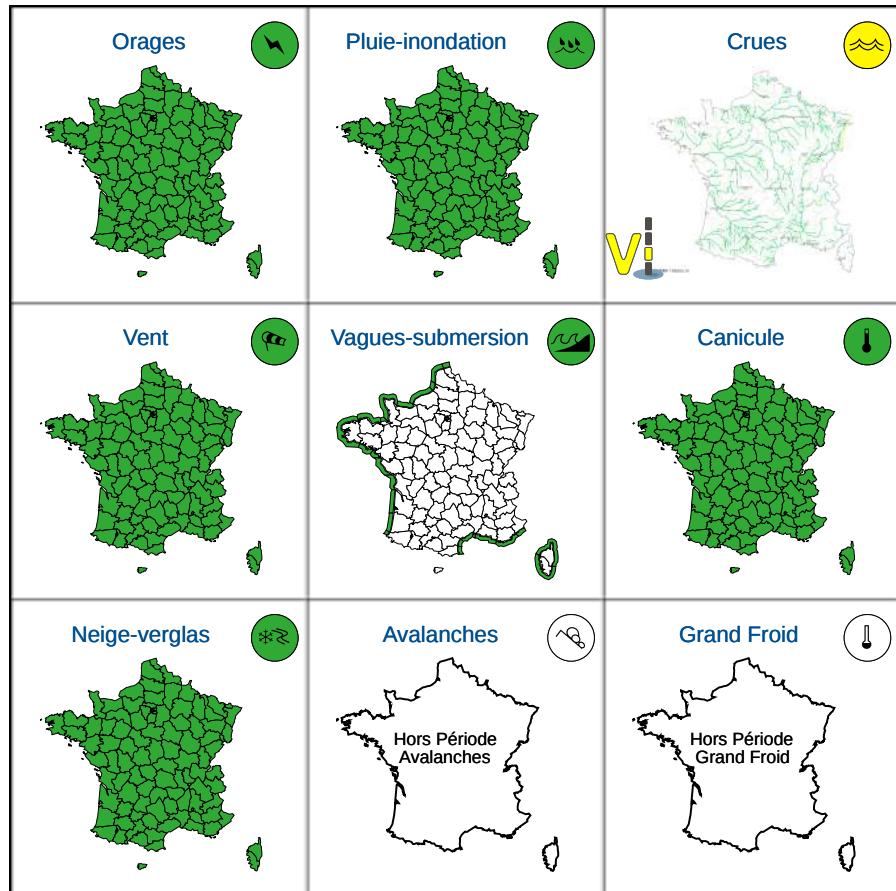 Orages
Pluie-inondation
Crues
Vi
Vent
Vagues-submersion
Canicule
Neige-verglas
Avalanches
Grand Froid
Hors Période
Avalanches
Hors Période
Grand Froid